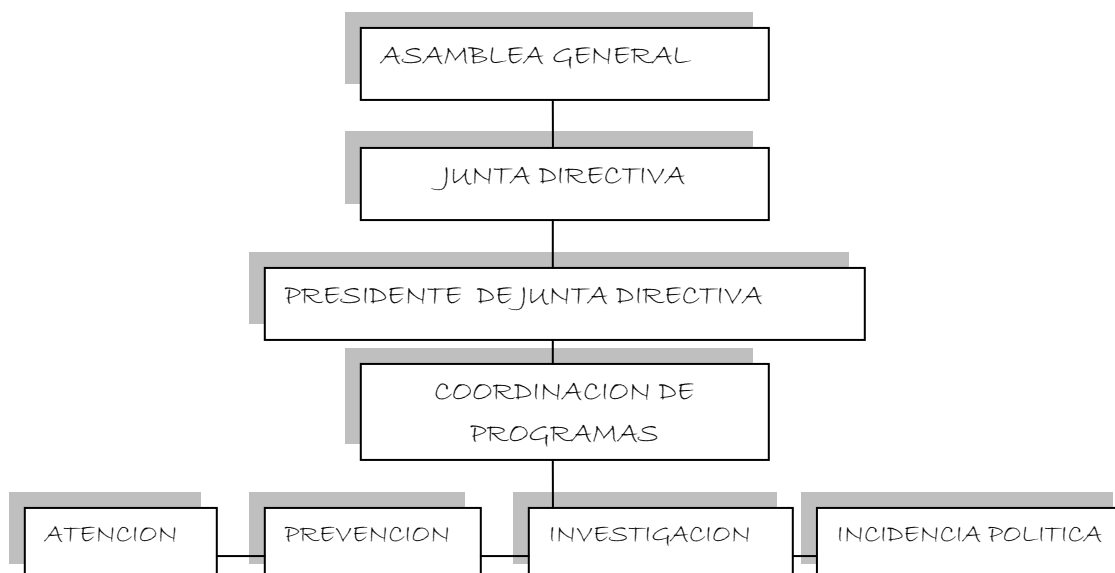 ASAMBLEA GENERAL
JUNTA DIRECTIVA
PRESIDENTE DE JUNTA DIRECTIVA
COORDINACION DE
PROGRAMAS
ATENCION
PREVENCION
INVESTIGACION
INCIDENCIA POLITICA